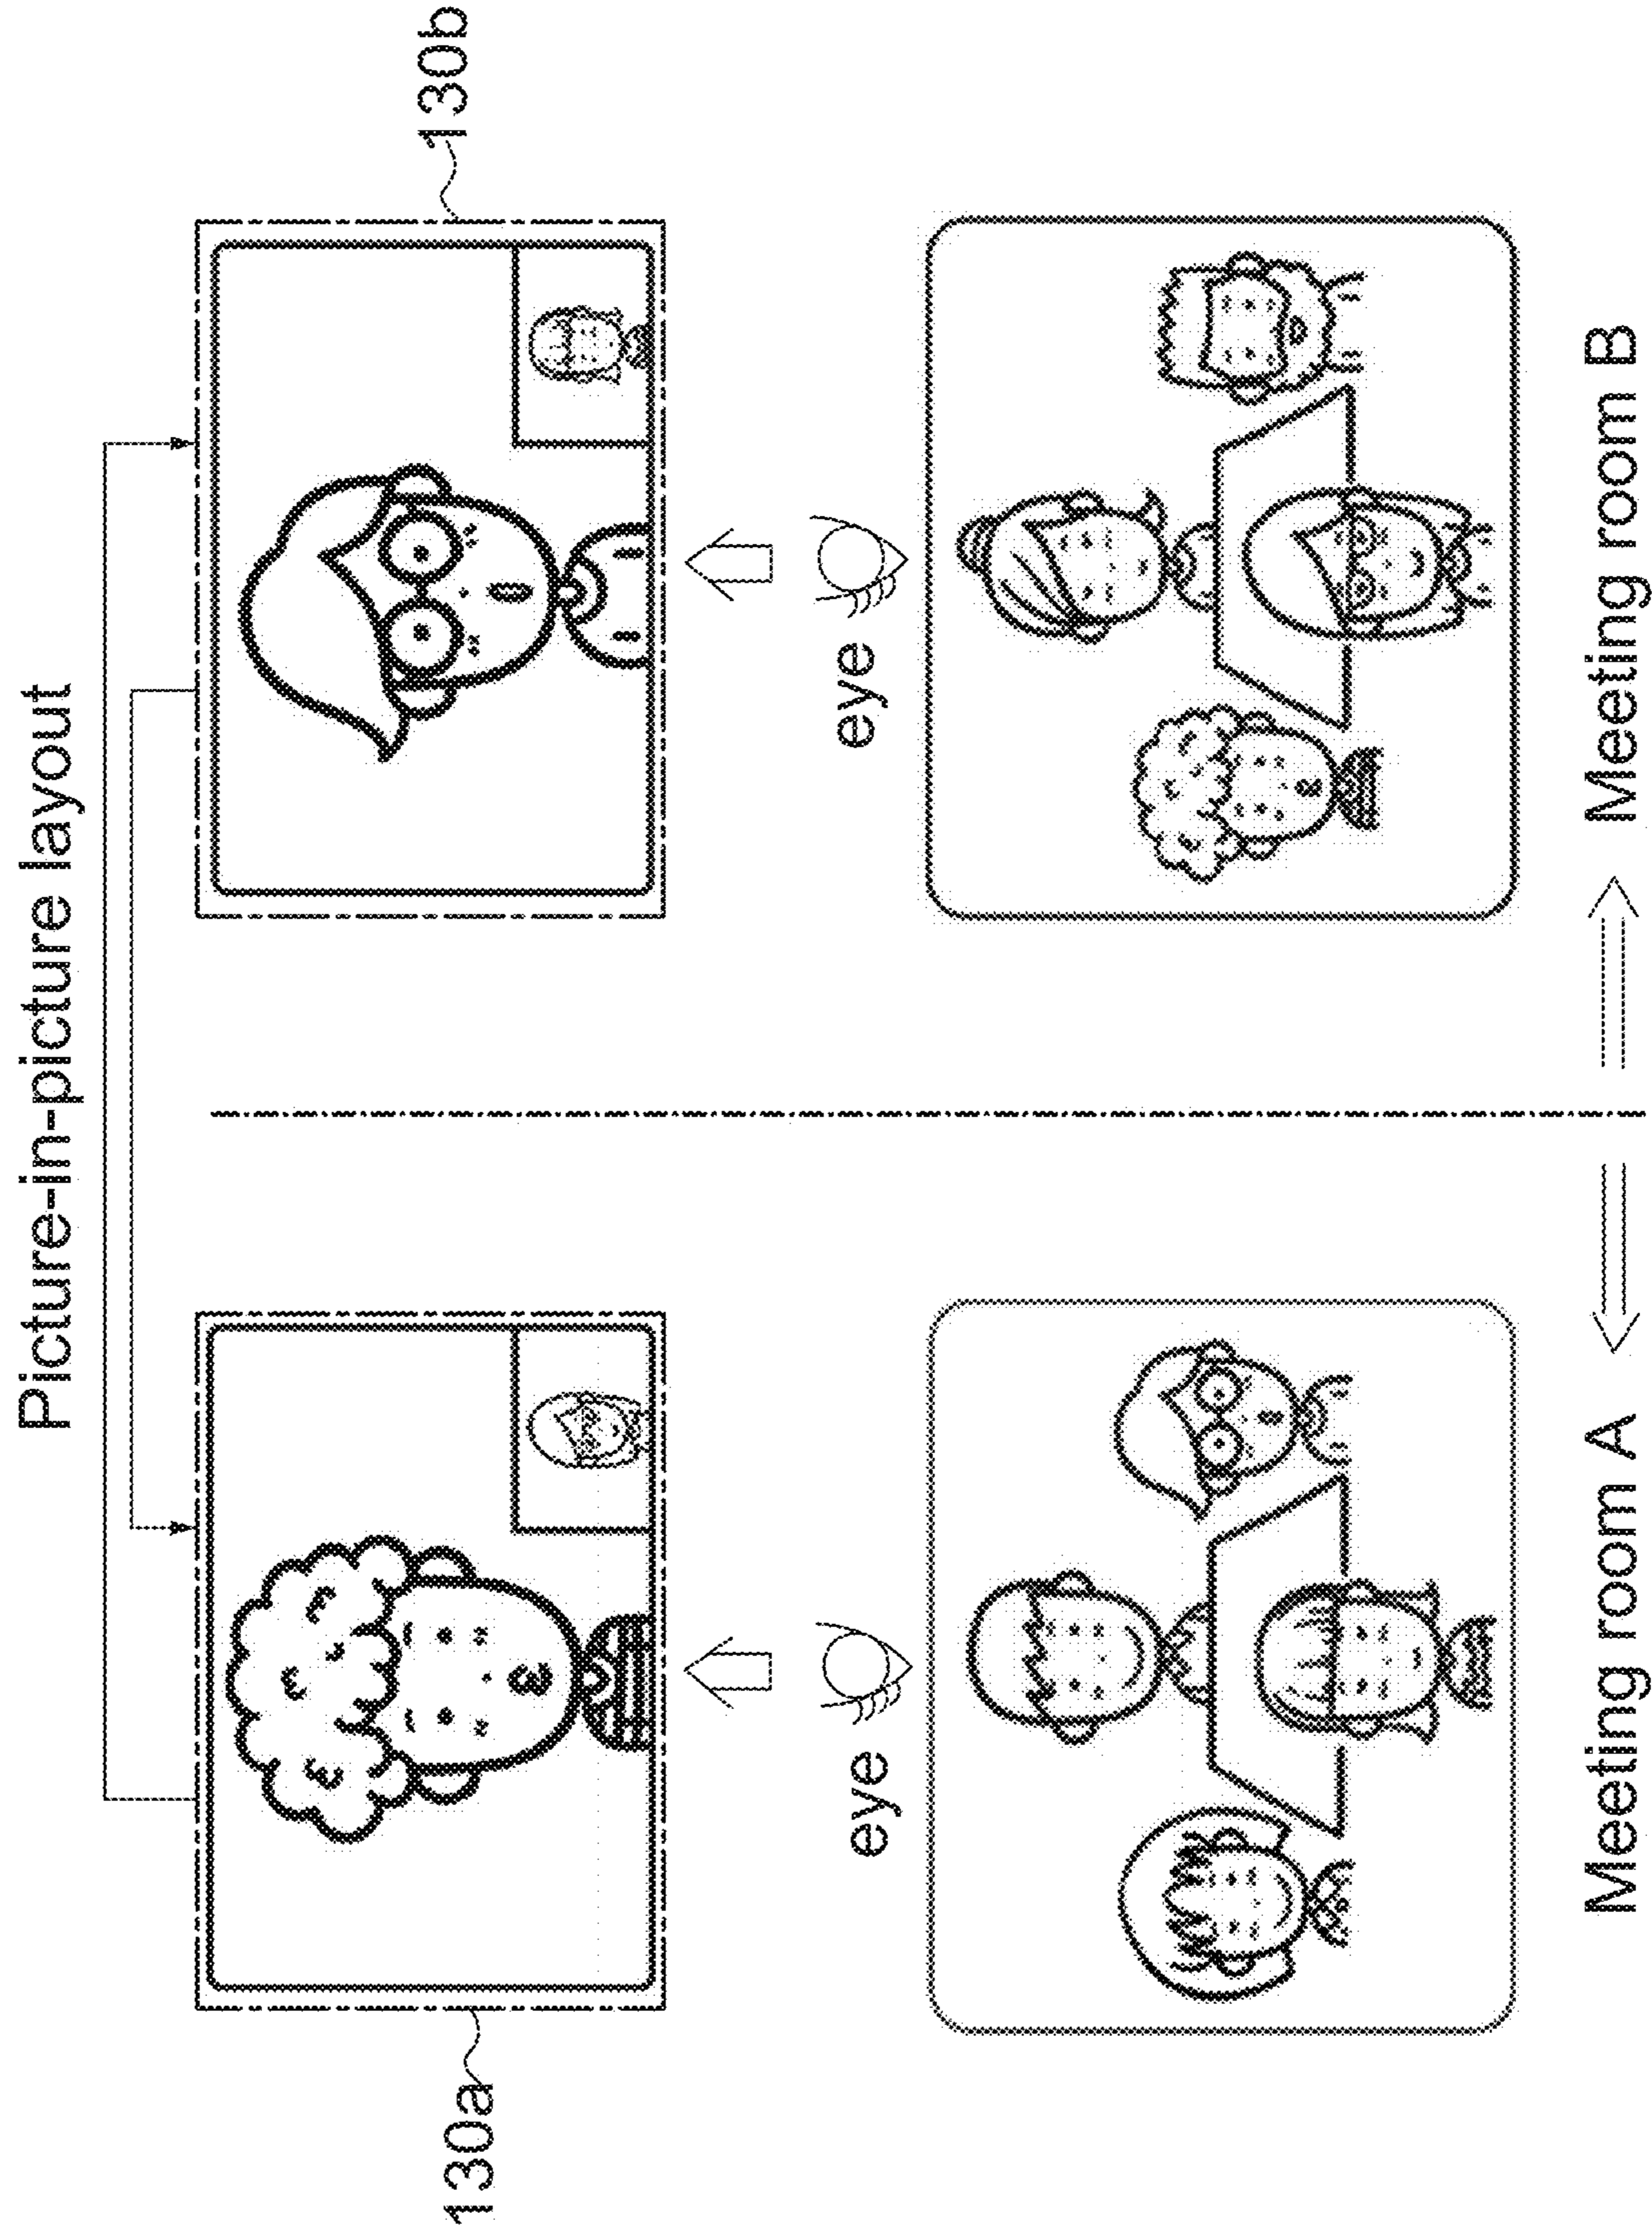 Picture-in-picture layout
130a
130b
eye
eye
Meeting room A
Meeting room B